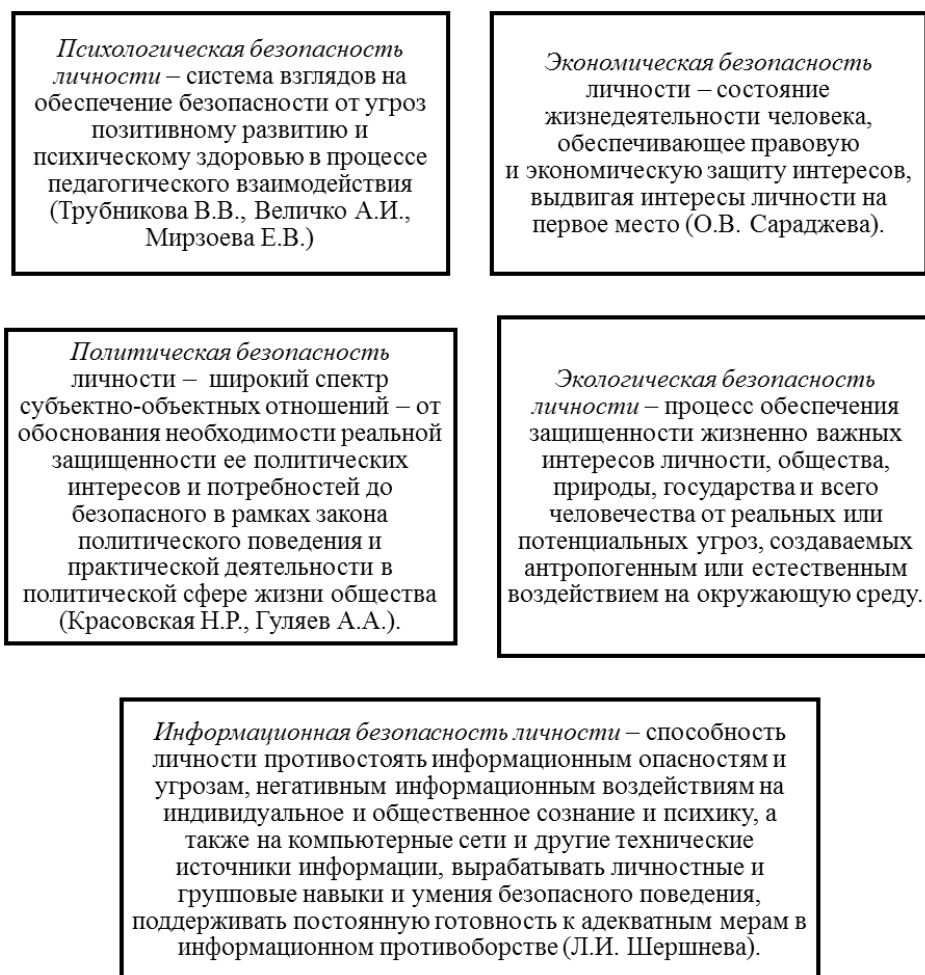 Психологическая безопасность
личности – система взглядов на
обеспечение безопасности от угроз
позитивному развитию и
психическому здоровью в процессе
педагогического взаимодействия
(Трубникова В.В., Величко А.И.,
Мирзоева Е.В.)
Экономическая безопасность
личности – состояние
жизнедеятельности человека,
обеспечивающее правовую
и экономическую защиту интересов,
выдвигая интересы личности на
первое место (О.В. Сараджева).
Политическая безопасность
личности – широкий спектр
субъектно-объектных отношений – от
обоснования необходимости реальной
защищенности ее политических
интересов и потребностей до
безопасного в рамках закона
политического поведения и
практической деятельности в
политической сфере жизни общества
(Красовская Н.Р., Гуляев А.А.).
Экологическая безопасность
личности – процесс обеспечения
защищенности жизненно важных
интересов личности, общества,
природы, государства и всего
человечества от реальных или
потенциальных угроз, создаваемых
антропогенным или естественным
воздействием на окружающую среду.
Информационная безопасность личности – способность
личности противостоять информационным опасностям и
угрозам, негативным информационным воздействиям на
индивидуальное и общественное сознание и психику, а
также на компьютерные сети и другие технические
источники информации, вырабатывать личностные и
групповые навыки и умения безопасного поведения,
поддерживать постоянную готовность к адекватным мерам в
информационном противоборстве (Л.И. Шершнева).